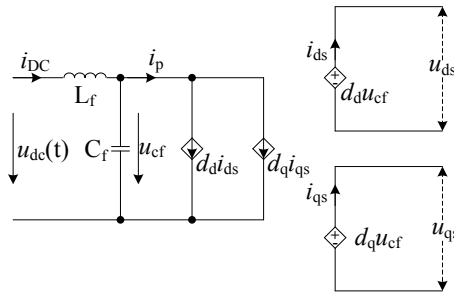 i_DC
L_f
i_p
u_dc(t)
C_f
u_cf
d_d i_ds
d_q i_qs
i_ds
d_d u_cf
u_ds
i_qs
d_q u_cf
u_qs